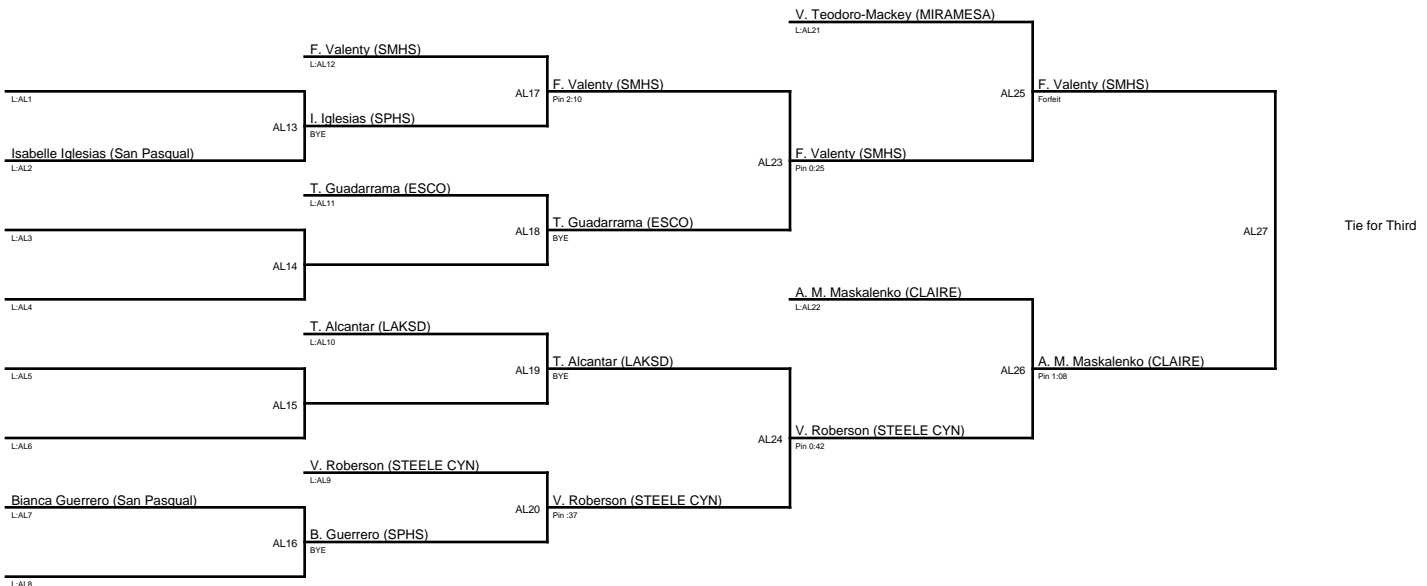 V. Teodoro-Mackey (MIRAMESA)
L:AL21
F. Valenty (SMHS)
L:AL12
AL17
F. Valenty (SMHS)
Pin 2:10
AL25
F. Valenty (SMHS)
Forfeit
L:AL1
AL13
I. Iglesias (SPHS)
BYE
Isabelle Iglesias (San Pasqual)
L:AL2
AL23
F. Valenty (SMHS)
Pin 0:25
T. Guadarrama (ESCO)
L:AL11
AL18
T. Guadarrama (ESCO)
BYE
L:AL3
AL27
Tie for Third
AL14
L:AL4
A. M. Maskalenko (CLAIRE)
L:AL22
T. Alcantar (LAKSD)
L:AL10
AL19
T. Alcantar (LAKSD)
BYE
AL26
A. M. Maskalenko (CLAIRE)
Pin 1:08
L:AL5
AL15
L:AL6
AL24
V. Roberson (STEELE CYN)
Pin 0:42
V. Roberson (STEELE CYN)
L:AL9
Bianca Guerrero (San Pasqual)
L:AL7
AL20
V. Roberson (STEELE CYN)
Pin :37
AL16
B. Guerrero (SPHS)
BYE
L:AL8